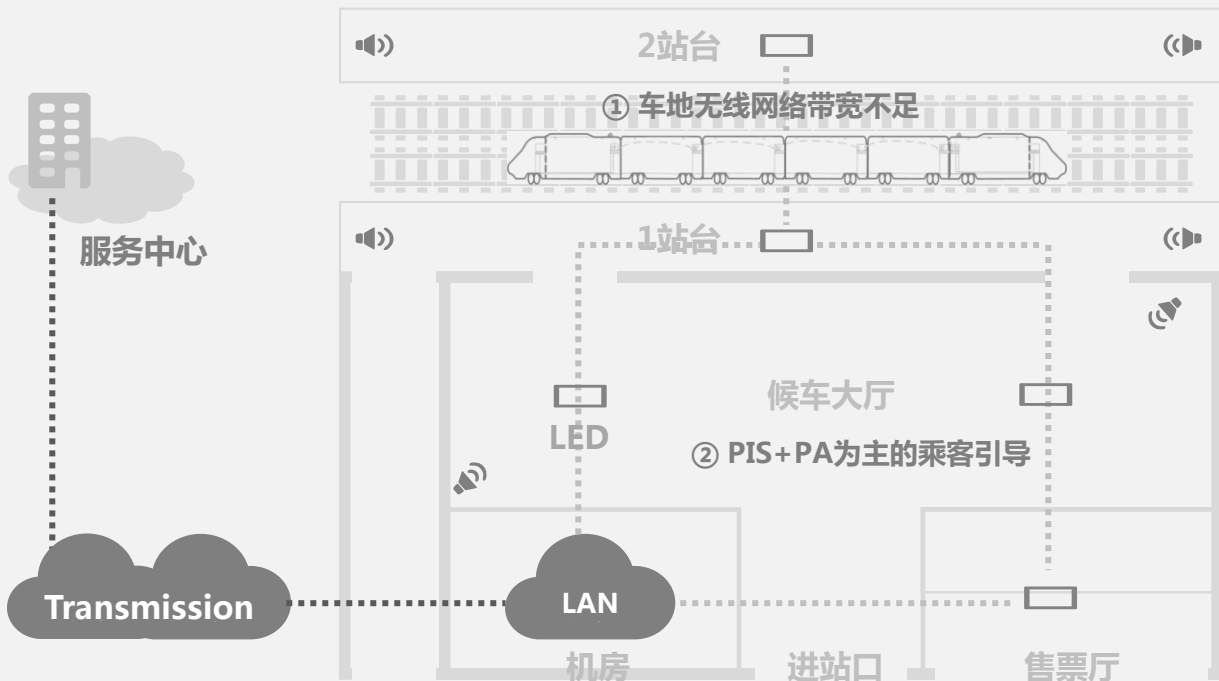 2站台
① 车地无线网络带宽不足
服务中心
1站台
候车大厅
LED
② PIS+PA为主的乘客引导
Transmission
LAN
机房
进站口
售票厅